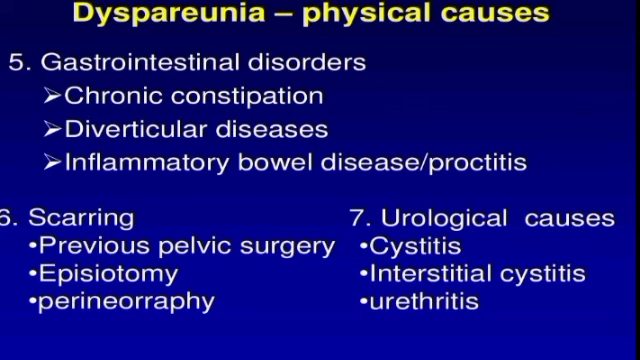 Dyspareunia – physical causes
5. Gastrointestinal disorders
➢Chronic constipation
➢Diverticular diseases
➢Inflammatory bowel disease/proctitis
6. Scarring
•Previous pelvic surgery
•Episiotomy
•perineorraphy
7. Urological causes
•Cystitis
•Interstitial cystitis
•urethritis